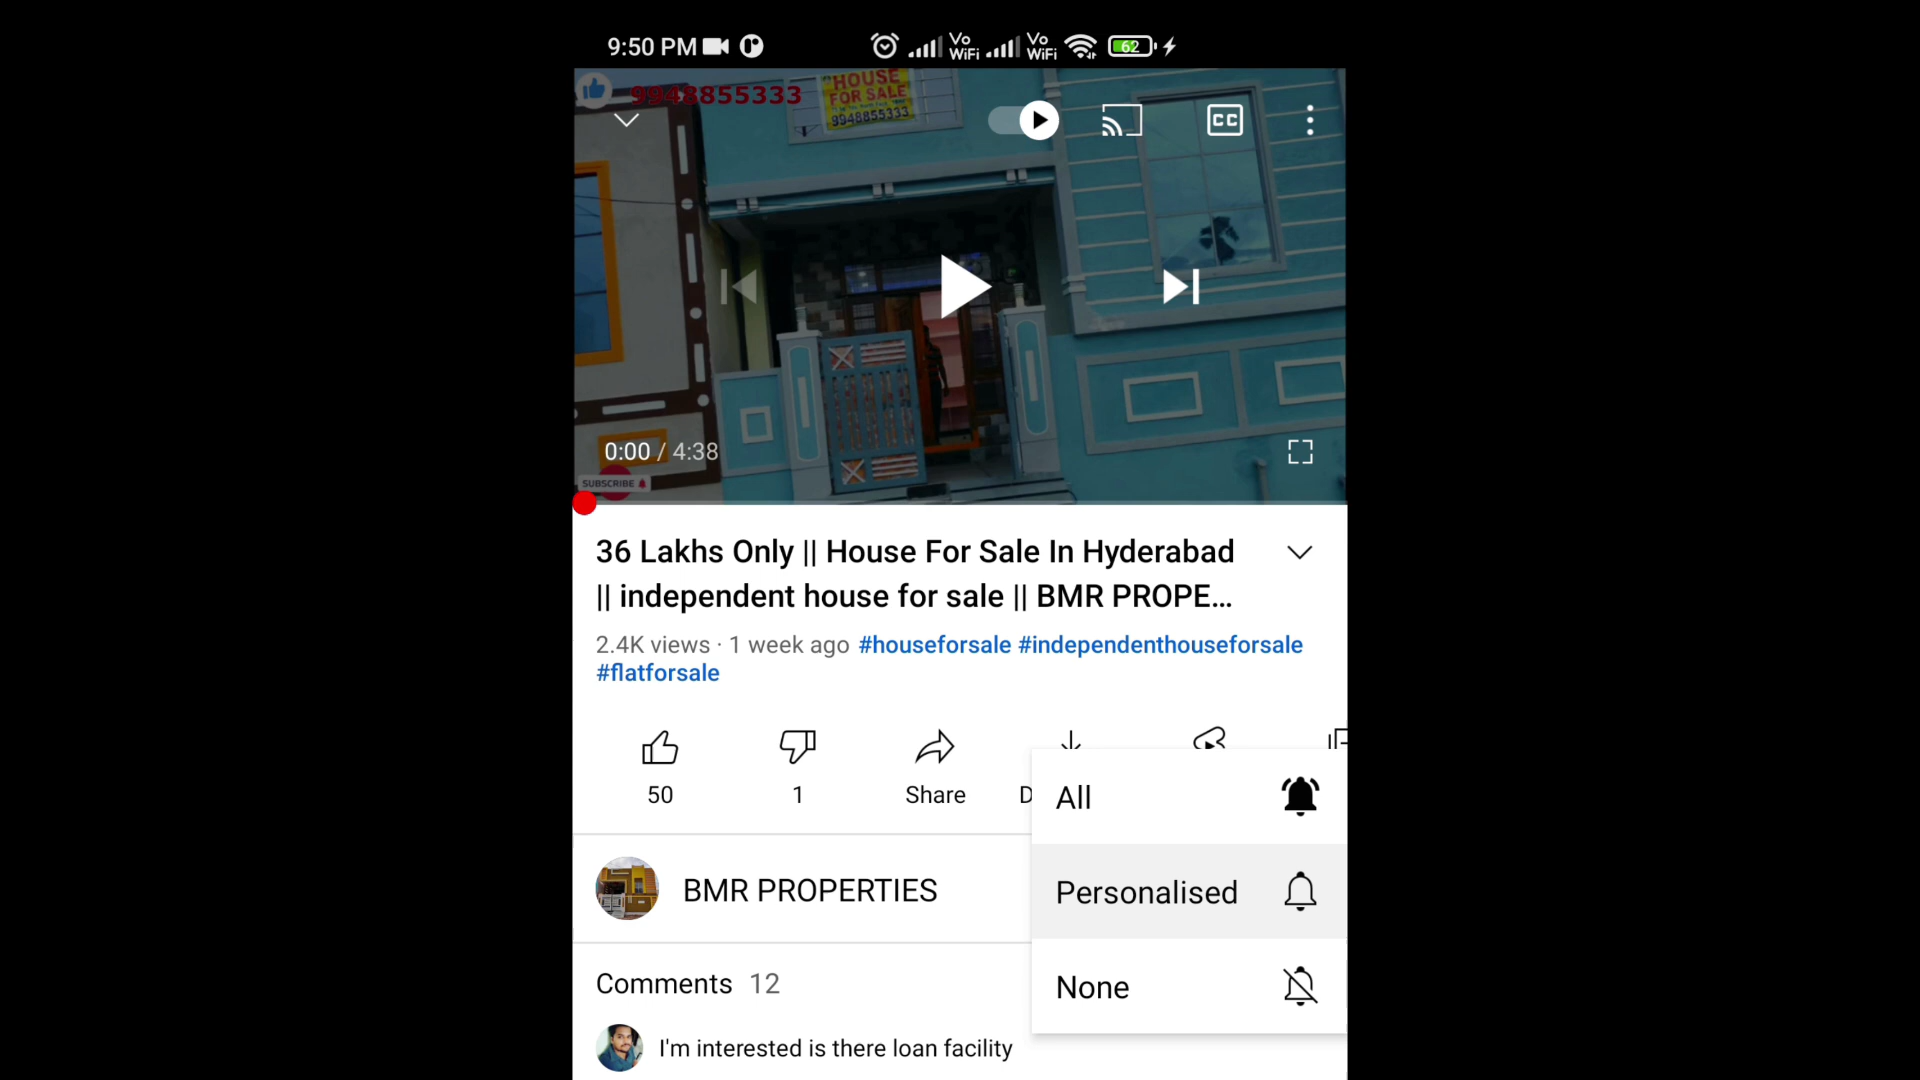 9:50 PM
Vo
WiFi
Vo
WiFi
62
9948855333
HOUSE
FOR SALE
9948855333
CC
0:00 / 4:38
SUBSCRIBE
36 Lakhs Only || House For Sale In Hyderabad
|| independent house for sale || BMR PROPE...
2.4K views · 1 week ago #houseforsale #independenthouseforsale
#flatforsale
50
1
Share
D
All
Personalised
None
BMR PROPERTIES
Comments 12
I'm interested is there loan facility